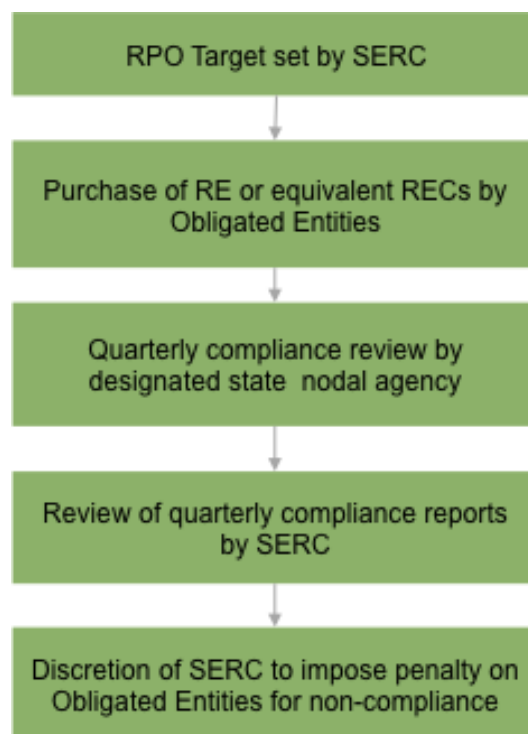 RPO Target set by SERC
Purchase of RE or equivalent RECs by
Obligated Entities
Quarterly compliance review by
designated state nodal agency
Review of quarterly compliance reports
by SERC
Discretion of SERC to impose penalty on
Obligated Entities for non-compliance